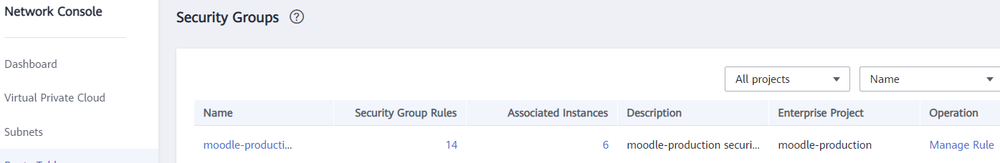 Network Console
Dashboard
Virtual Private Cloud
Subnets
Security Groups ?
All projects Name
Name Security Group Rules Associated Instances Description Enterprise Project Operation
moodle-producti... 14 6 moodle-production securi... moodle-production Manage Rule